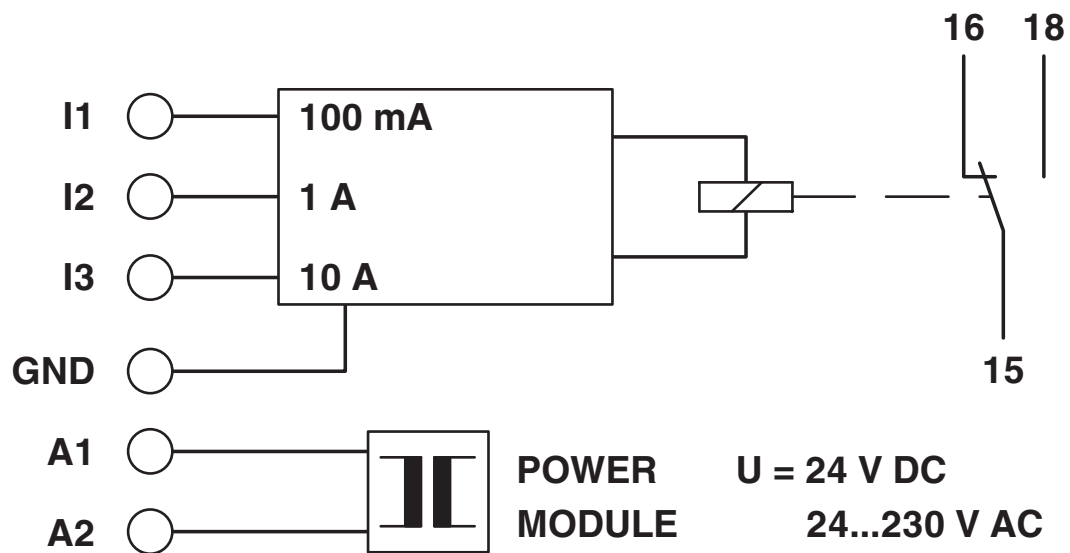 16 18
I1 100 mA
I2 1 A
I3 10 A
GND
15
A1
POWER U = 24 V DC
A2 MODULE 24...230 V AC